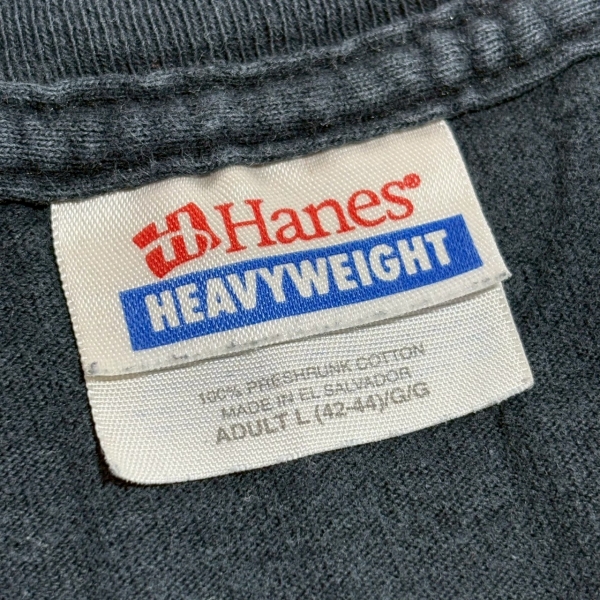 Hanes®
HEAVYWEIGHT
100% PRESHRUNK COTTON
MADE IN EL SALVADOR
ADULT L (42-44)/G/G